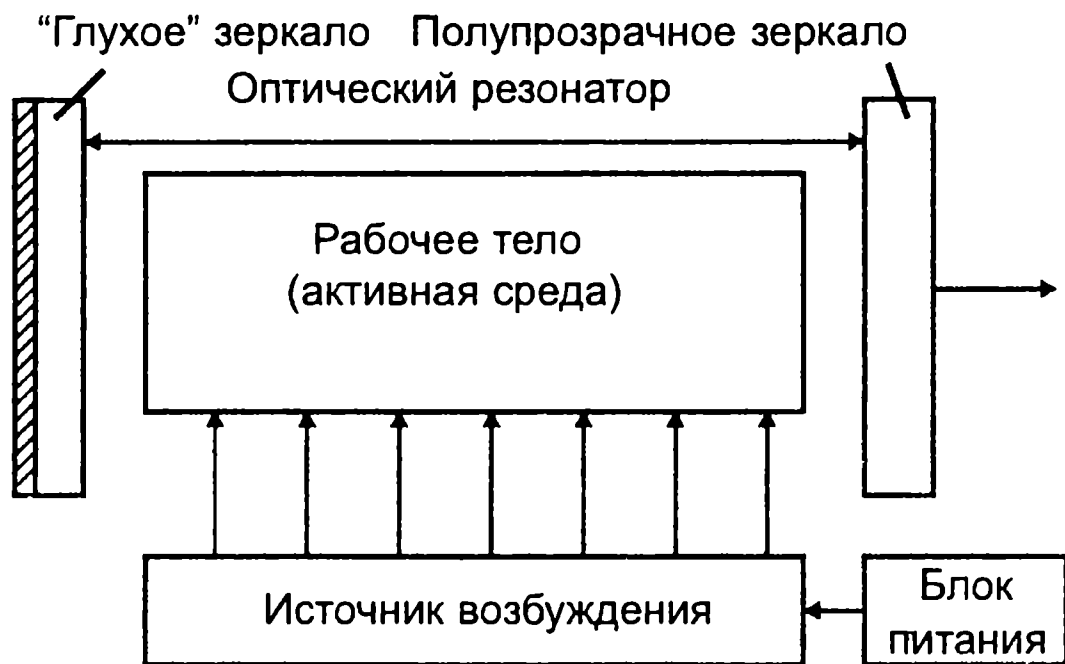 “Глухое” зеркало Полупрозрачное зеркало
Оптический резонатор
Рабочее тело
(активная среда)
Источник возбуждения
Блок
питания